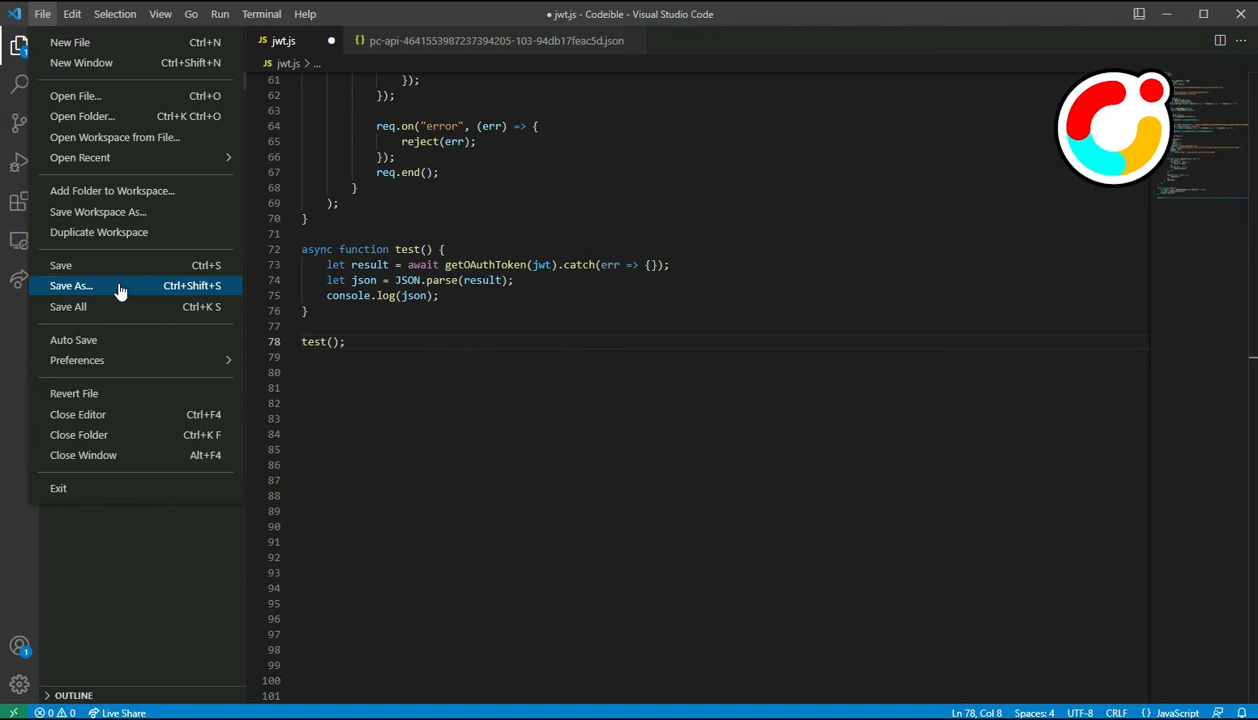 File Edit Selection View Go Run Terminal Help
● jwt.js - Codeible - Visual Studio Code
New File Ctrl+N
New Window Ctrl+Shift+N
Open File... Ctrl+O
Open Folder... Ctrl+K Ctrl+O
Open Workspace from File...
Open Recent
Add Folder to Workspace...
Save Workspace As...
Duplicate Workspace
Save Ctrl+S
Save As... Ctrl+Shift+S
Save All Ctrl+K S
Auto Save
Preferences
Revert File
Close Editor Ctrl+F4
Close Folder Ctrl+K F
Close Window Alt+F4
Exit
OUTLINE
JS jwt.js ● {} pc-api-4641553987237394205-103-94db17feac5d.json
JS jwt.js > ...
61 });
62 });
63
64 req.on("error", (err) => {
65 reject(err);
66 });
67 req.end();
68 }
69 );
70 }
71
72 async function test() {
73 let result = await getOAuthToken(jwt).catch(err => {});
74 let json = JSON.parse(result);
75 console.log(json);
76 }
77
78 test();
79
80
81
82
83
84
85
86
87
88
89
90
91
92
93
94
95
96
97
98
99
100
101
1
1
0 0 Live Share Ln 78, Col 8 Spaces: 4 UTF-8 CRLF {} JavaScript